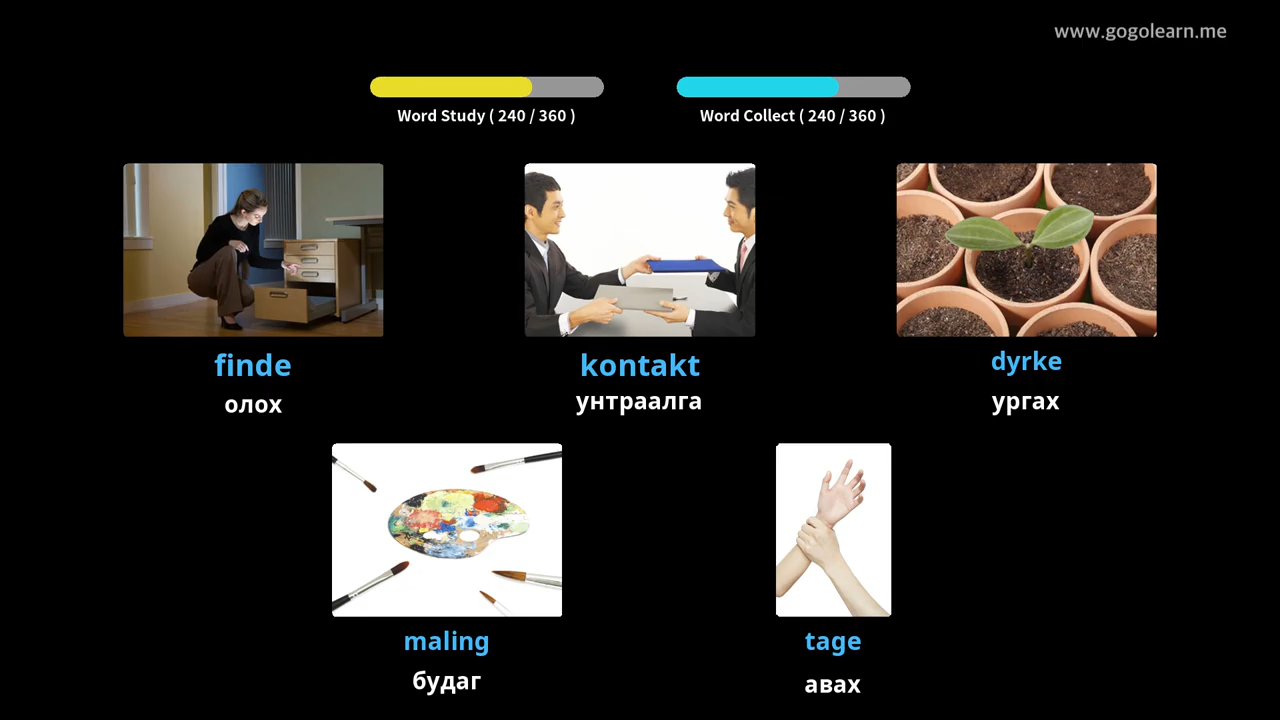 www.gogolearn.me
Word Study ( 240 / 360 )
Word Collect ( 240 / 360 )
finde
kontakt
dyrke
олох
унтраалга
ургах
maling
tage
будаг
авах